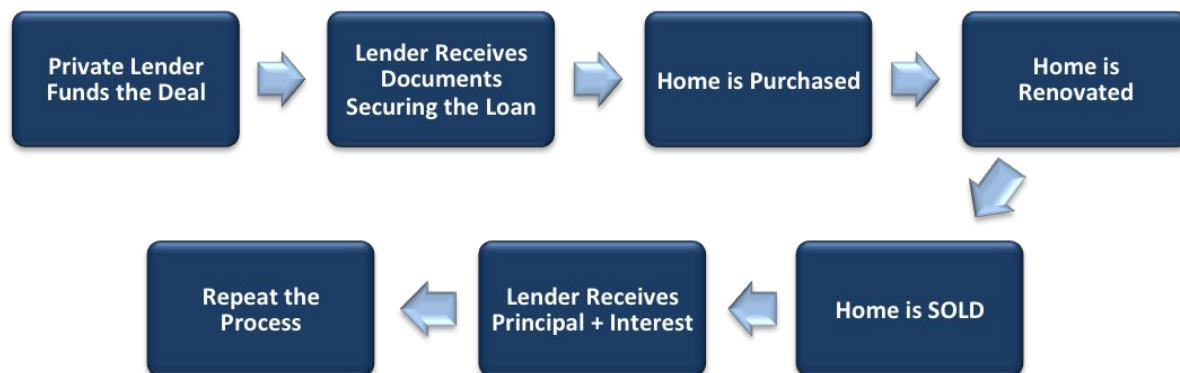 Private Lender
Funds the Deal
Lender Receives
Documents
Securing the Loan
Home is Purchased
Home is
Renovated
Home is SOLD
Lender Receives
Principal + Interest
Repeat the
Process